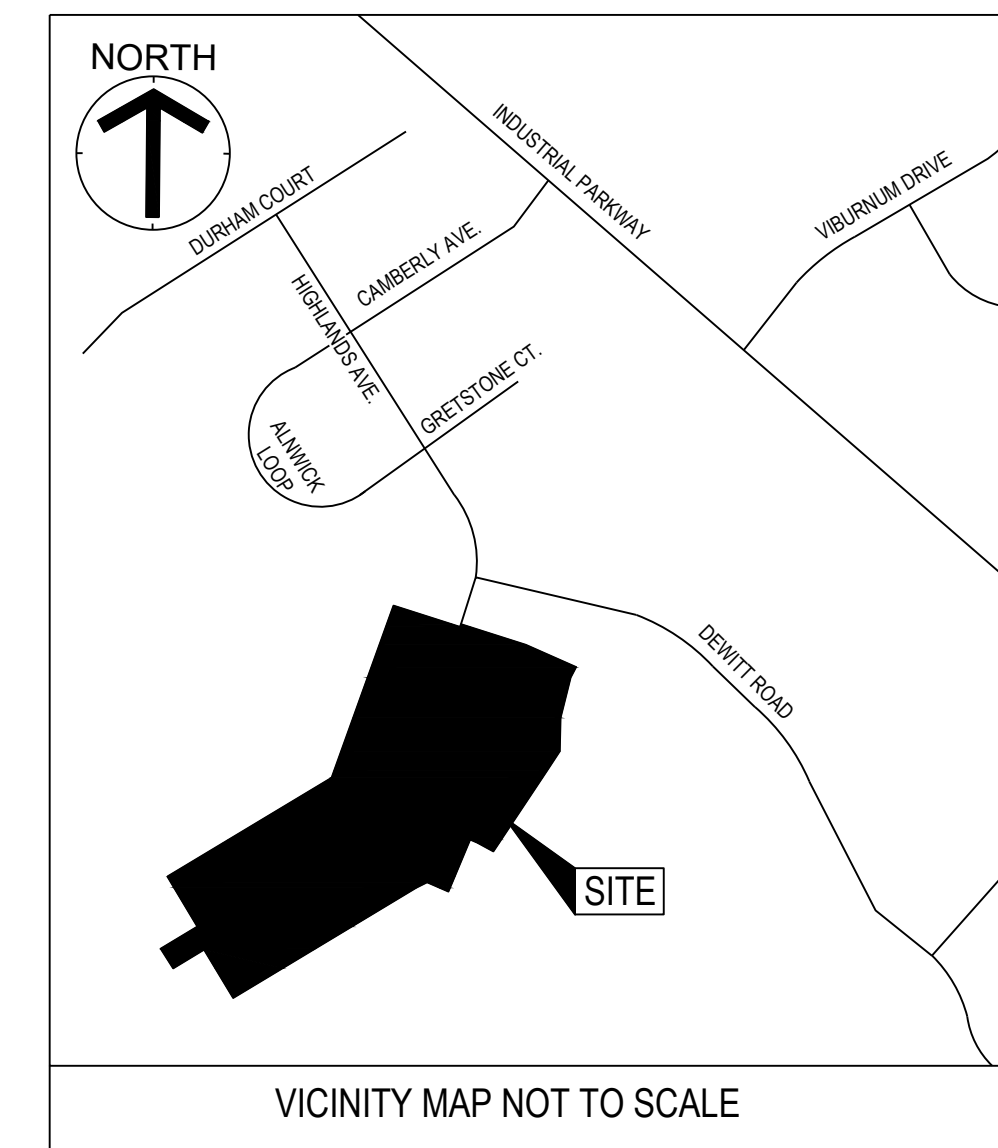 NORTH
INDUSTRIAL PARKWAY
VIBURNUM DRIVE
DURHAM COURT
CAMBERLY AVE.
HIGHLANDS AVE.
GRETSTONE CT.
ALNWICK
LOOP
DEWITT ROAD
SITE
VICINITY MAP NOT TO SCALE